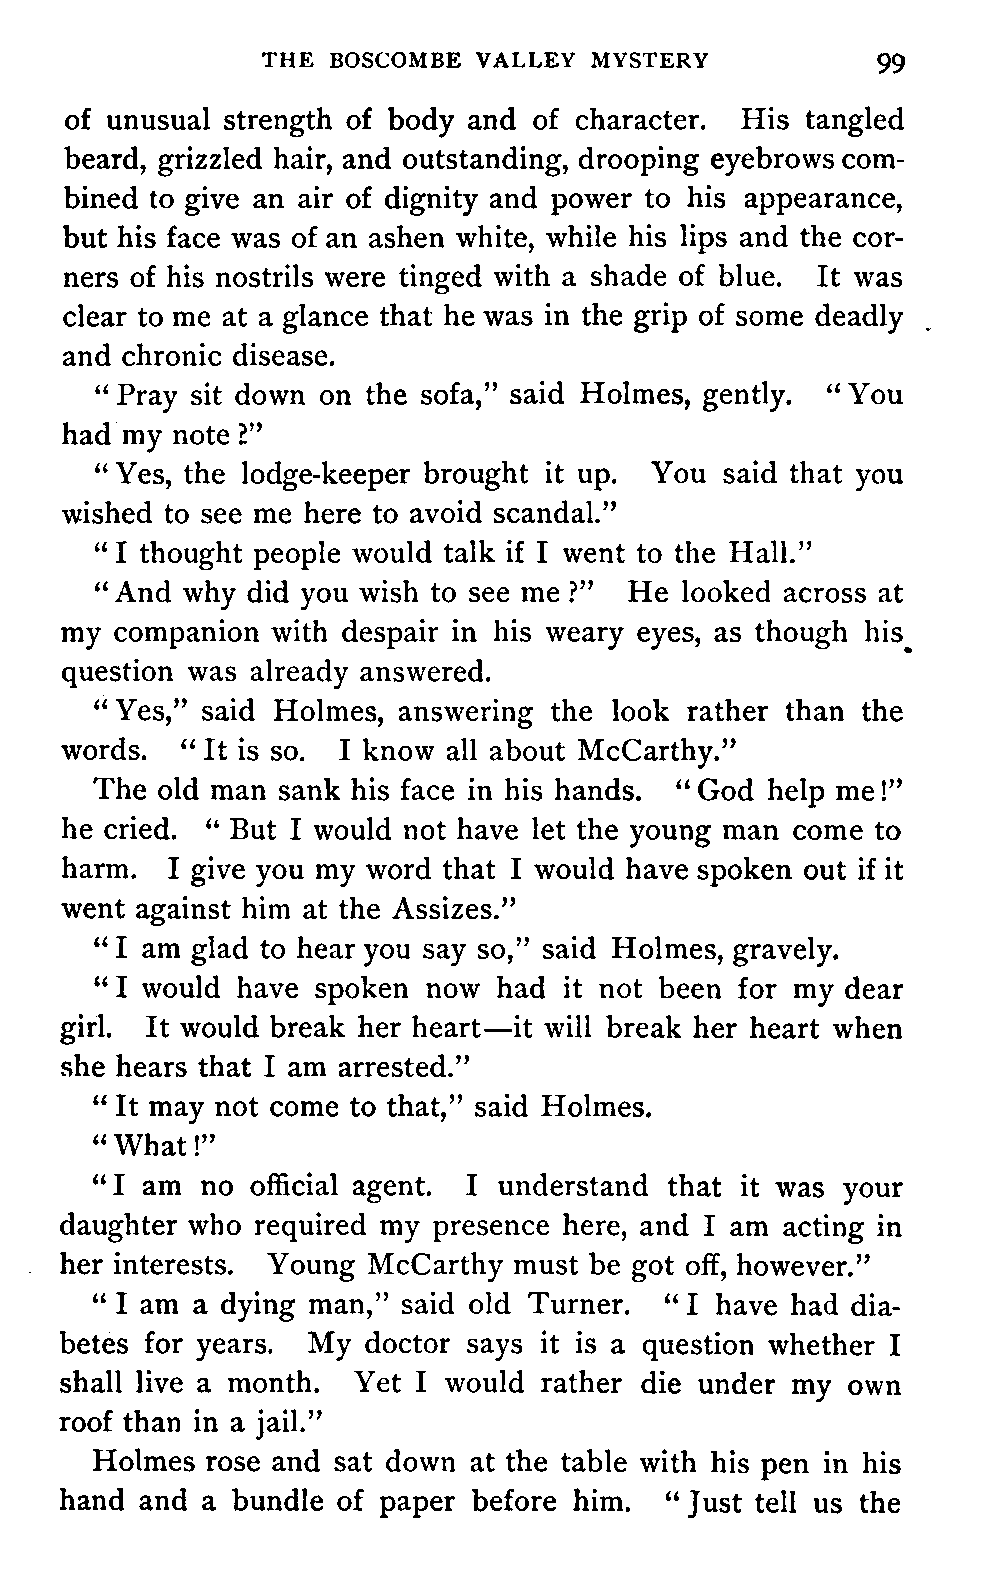 THE BOSCOMBE VALLEY MYSTERY 99
of unusual strength of body and of character. His tangled
beard, grizzled hair, and outstanding, drooping eyebrows com-
bined to give an air of dignity and power to his appearance,
but his face was of an ashen white, while his lips and the cor-
ners of his nostrils were tinged with a shade of blue. It was
clear to me at a glance that he was in the grip of some deadly
and chronic disease.
“Pray sit down on the sofa,” said Holmes, gently. “You
had my note?”
“Yes, the lodge-keeper brought it up. You said that you
wished to see me here to avoid scandal.”
“I thought people would talk if I went to the Hall.”
“And why did you wish to see me?” He looked across at
my companion with despair in his weary eyes, as though his
question was already answered.
“Yes,” said Holmes, answering the look rather than the
words. “It is so. I know all about McCarthy.”
The old man sank his face in his hands. “God help me!”
he cried. “But I would not have let the young man come to
harm. I give you my word that I would have spoken out if it
went against him at the Assizes.”
“I am glad to hear you say so,” said Holmes, gravely.
“I would have spoken now had it not been for my dear
girl. It would break her heart—it will break her heart when
she hears that I am arrested.”
“It may not come to that,” said Holmes.
“What!”
“I am no official agent. I understand that it was your
daughter who required my presence here, and I am acting in
her interests. Young McCarthy must be got off, however.”
“I am a dying man,” said old Turner. “I have had dia-
betes for years. My doctor says it is a question whether I
shall live a month. Yet I would rather die under my own
roof than in a jail.”
Holmes rose and sat down at the table with his pen in his
hand and a bundle of paper before him. “Just tell us the